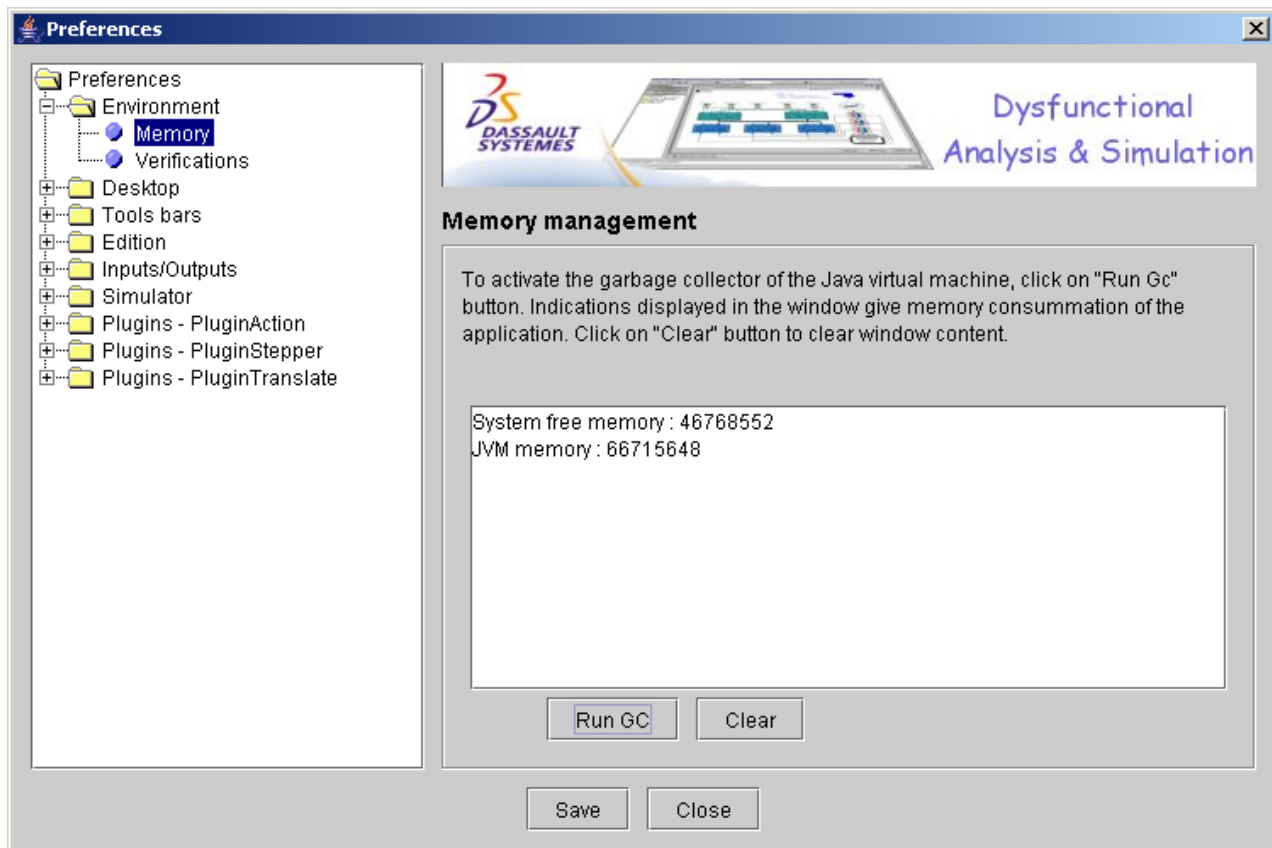 Preferences
Preferences
Environment
Memory
Verifications
Desktop
Tools bars
Edition
Inputs/Outputs
Simulator
Plugins - PluginAction
Plugins - PluginStepper
Plugins - PluginTranslate
DASSAULT
SYSTEMES
Dysfunctional
Analysis & Simulation
Memory management
To activate the garbage collector of the Java virtual machine, click on "Run Gc"
button. Indications displayed in the window give memory consummation of the
application. Click on "Clear" button to clear window content.
System free memory : 46768552
JVM memory : 66715648
Run GC
Clear
Save
Close